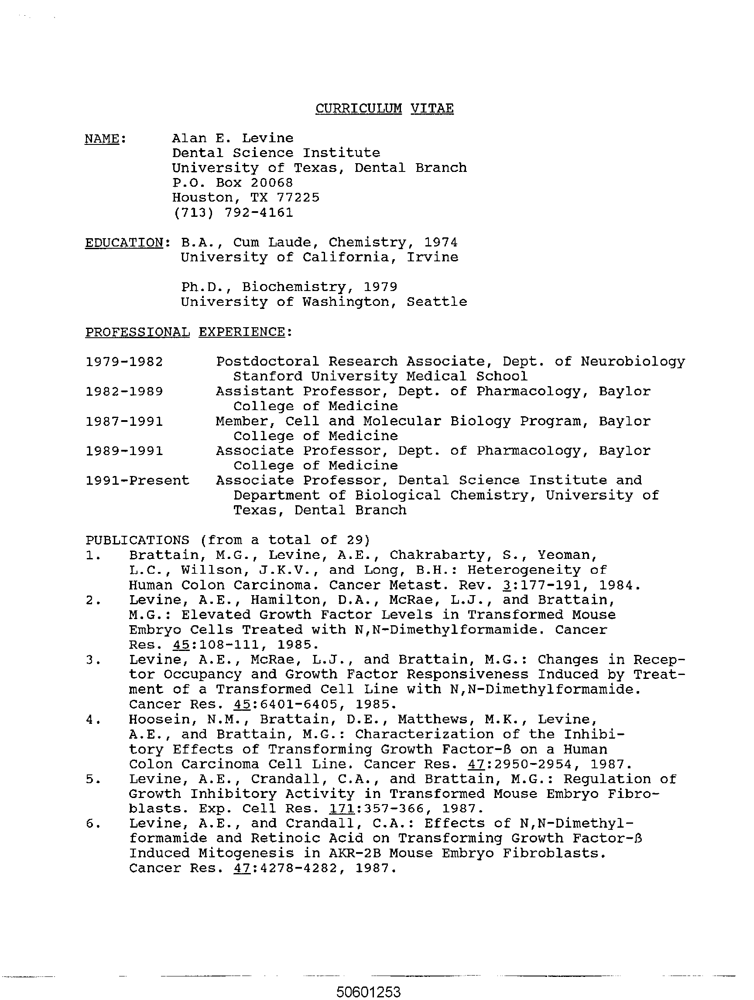 CURRICULUM VITAE
NAME: Alan E. Levine
Dental Science Institute
University of Texas, Dental Branch
P.O. Box 20068
Houston, TX 77225
(713) 792-4161
EDUCATION: B.A., Cum Laude, Chemistry, 1974
University of California, Irvine
Ph.D., Biochemistry, 1979
University of Washington, Seattle
PROFESSIONAL EXPERIENCE:
1979-1982 Postdoctoral Research Associate, Dept. of Neurobiology
Stanford University Medical School
1982-1989 Assistant Professor, Dept. of Pharmacology, Baylor
College of Medicine
1987-1991 Member, Cell and Molecular Biology Program, Baylor
College of Medicine
1989-1991 Associate Professor, Dept. of Pharmacology, Baylor
College of Medicine
1991-Present Associate Professor, Dental Science Institute and
Department of Biological Chemistry, University of
Texas, Dental Branch
PUBLICATIONS (from a total of 29)
1. Brattain, M.G., Levine, A.E., Chakrabarty, S., Yeoman,
L.C., Willson, J.K.V., and Long, B.H.: Heterogeneity of
Human Colon Carcinoma. Cancer Metast. Rev. 3:177-191, 1984.
2. Levine, A.E., Hamilton, D.A., McRae, L.J., and Brattain,
M.G.: Elevated Growth Factor Levels in Transformed Mouse
Embryo Cells Treated with N,N-Dimethylformamide. Cancer
Res. 45:108-111, 1985.
3. Levine, A.E., McRae, L.J., and Brattain, M.G.: Changes in Recep-
tor Occupancy and Growth Factor Responsiveness Induced by Treat-
ment of a Transformed Cell Line with N,N-Dimethylformamide.
Cancer Res. 45:6401-6405, 1985.
4. Hoosein, N.M., Brattain, D.E., Matthews, M.K., Levine,
A.E., and Brattain, M.G.: Characterization of the Inhibi-
tory Effects of Transforming Growth Factor-ß on a Human
Colon Carcinoma Cell Line. Cancer Res. 47:2950-2954, 1987.
5. Levine, A.E., Crandall, C.A., and Brattain, M.G.: Regulation of
Growth Inhibitory Activity in Transformed Mouse Embryo Fibro-
blasts. Exp. Cell Res. 171:357-366, 1987.
6. Levine, A.E., and Crandall, C.A.: Effects of N,N-Dimethyl-
formamide and Retinoic Acid on Transforming Growth Factor-ß
Induced Mitogenesis in AKR-2B Mouse Embryo Fibroblasts.
Cancer Res. 47:4278-4282, 1987.
50601253